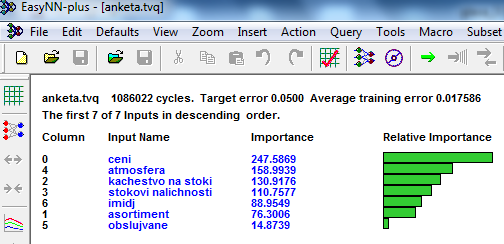 EasyNN-plus - [anketa.tvq]
File Edit Defaults View Zoom Insert Action Query Tools Macro Subset
anketa.tvq 1086022 cycles. Target error 0.0500 Average training error 0.017586
The first 7 of 7 Inputs in descending order.
Column Input Name Importance Relative Importance
0 ceni 247.5869
4 atmosfera 158.9939
2 kachestvo na stoki 130.9176
3 stokovi nalichnosti 110.7577
6 imidj 88.9549
1 asortiment 76.3006
5 obslujvane 14.8739